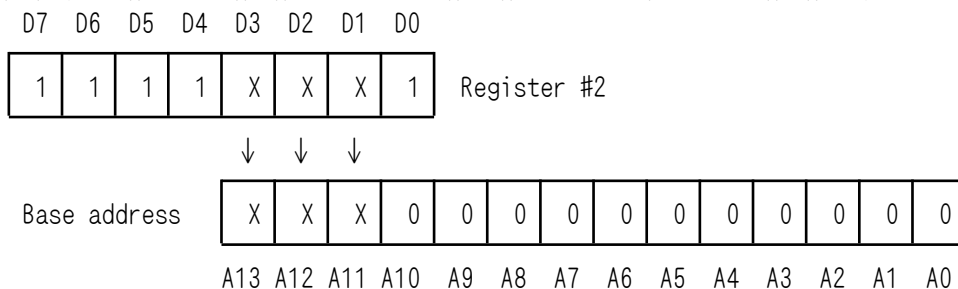 D7 D6 D5 D4 D3 D2 D1 D0
1 1 1 1 X X X 1 Register #2
↓ ↓ ↓
Base address X X X 0 0 0 0 0 0 0 0 0 0 0
A13 A12 A11 A10 A9 A8 A7 A6 A5 A4 A3 A2 A1 A0